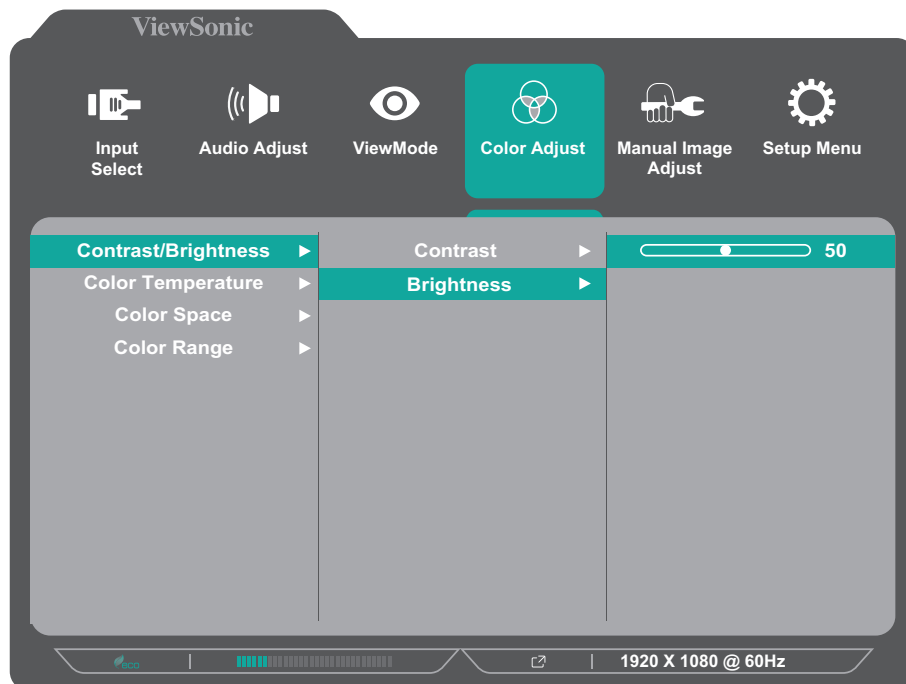 ViewSonic
Input
Select
Audio Adjust
ViewMode
Color Adjust
Manual Image
Adjust
Setup Menu
Contrast/Brightness
Contrast
50
Color Temperature
Brightness
Color Space
Color Range
eco
1920 X 1080 @ 60Hz